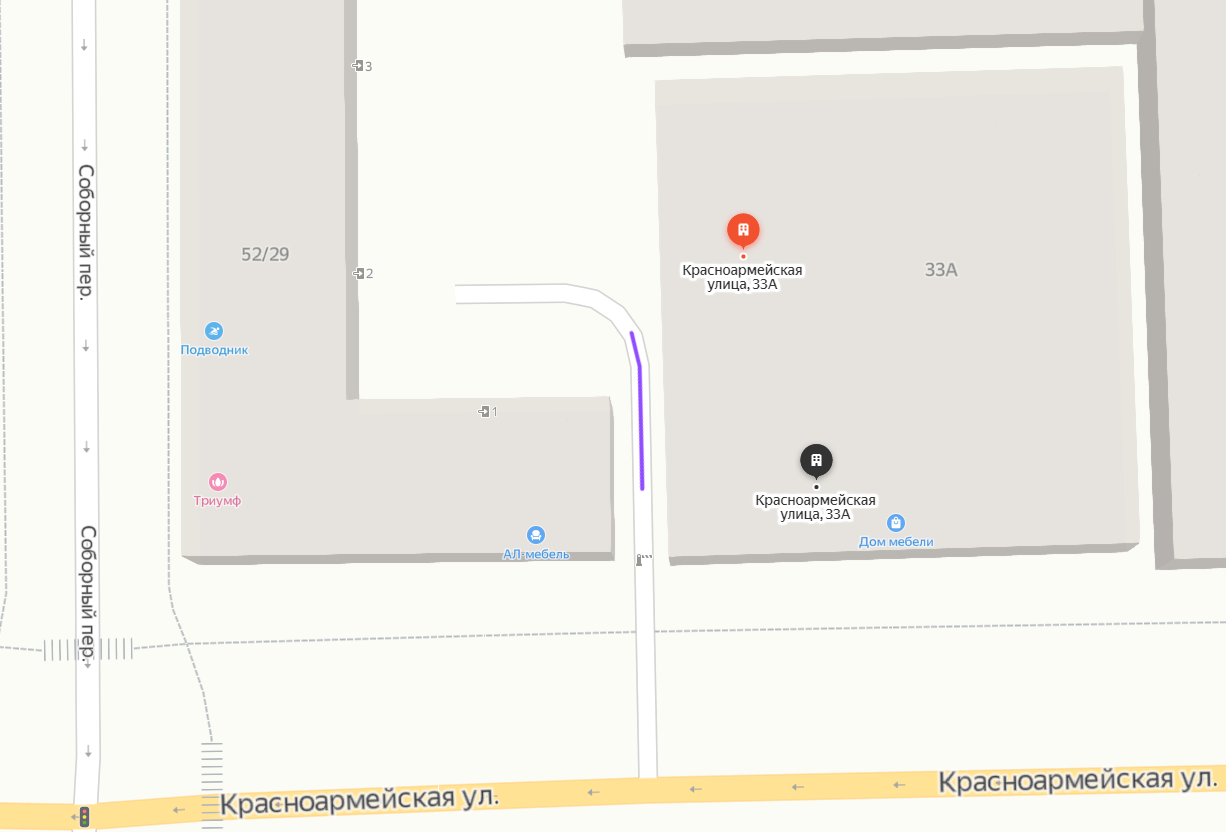 3
Соборный пер.
52/29
2
Красноармейская
улица, 33А
33А
Подводник
1
Триумф
Красноармейская
улица, 33А
АЛ-мебель
Дом мебели
Соборный пер.
Красноармейская ул.
Красноармейская ул.